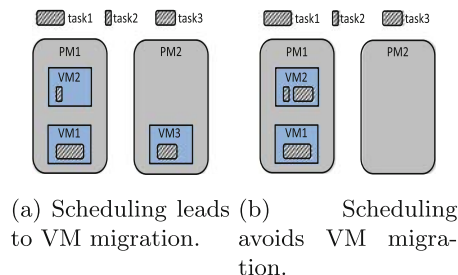 task1 task2 task3
PM1 PM2
VM2
VM1 VM3
(a) Scheduling leads
to VM migration.
task1 task2 task3
PM1 PM2
VM2
VM1
(b) Scheduling
avoids VM migra-
tion.